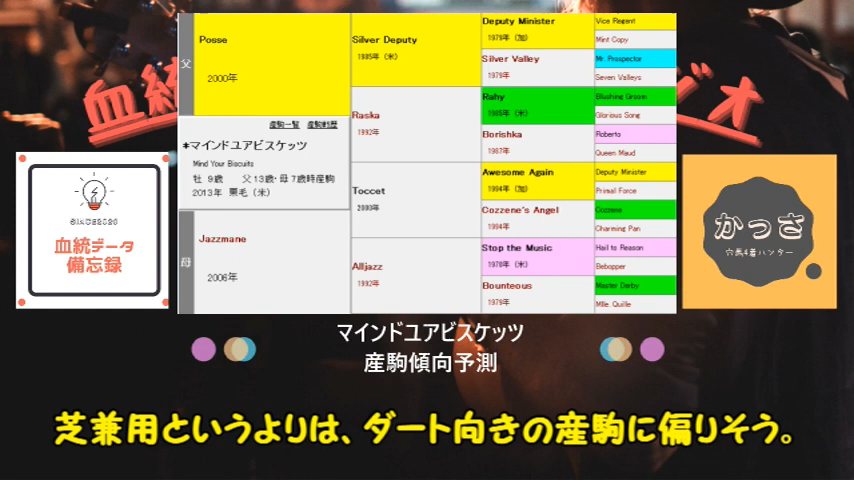 血統
ジオ
父
Posse
2000年
Silver Deputy
1985年 (米)
Deputy Minister
1979年 (加)
Vice Regent
Mint Copy
Silver Valley
1979年
Mr. Prospector
Seven Valleys
Raska
1992年
Rahy
1985年 (米)
Blushing Groom
Glorious Song
Borishka
1987年
Roberto
Queen Maud
産駒一覧 産駒料歴
*マインドユアビスケッツ
Mind Your Biscuits
牡 9歳 父13歳・母7歳時産駒
2013年 栗毛 (米)
母
Jazzmane
2006年
Toccet
2000年
Awesome Again
1994年 (加)
Deputy Minister
Primal Force
Cozzene's Angel
1994年
Cozzene
Charming Pan
Alljazz
1992年
Stop the Music
1970年 (米)
Hail to Reason
Bebopper
Bounteous
1979年
Master Derby
Mlle. Quille
血統データ
備忘録
かっさ
穴馬4着ハンター
マインドユアビスケッツ
産駒傾向予測
芝兼用というよりは、ダート向きの産駒に偏りそう。